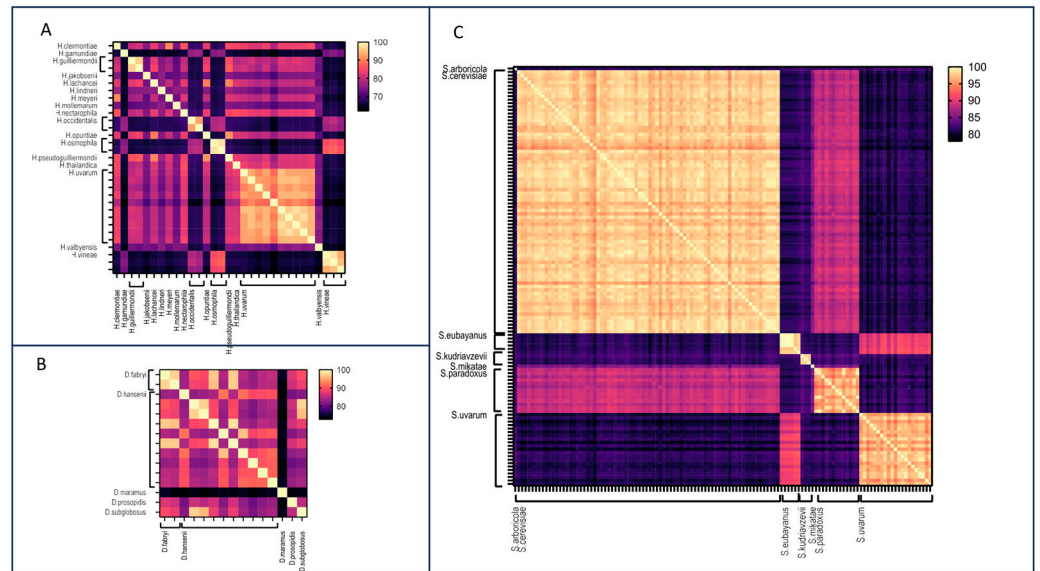 A
H.clermontiae
H.gamundiae
H.guilliermondii
H.jakobsenii
H.lachancei
H.lindneri
H.meyeri
H.mollemarum
H.nectarophila
H.occidentalis
H.opuntiae
H.osmophila
H.pseudoguilliermondii
H.thailandica
H.uvarum
H.valbyensis
H.vineae
100
90
80
70
H.clermontiae
H.gamundiae
H.guilliermondii
H.jakobsenii
H.lachancei
H.lindneri
H.meyeri
H.mollemarum
H.nectarophila
H.occidentalis
H.opuntiae
H.osmophila
H.pseudoguilliermondii
H.thailandica
H.uvarum
H.valbyensis
H.vineae
B
D.fabryi
D.hansenii
D.maramus
D.prosopidis
D.subglobosus
100
90
80
D.fabryi
D.hansenii
D.maramus
D.prosopidis
D.subglobosus
C
S.arboricola
S.cerevisiae
S.eubayanus
S.kudriavzevii
S.mikatae
S.paradoxus
S.uvarum
100
95
90
85
80
S.arboricola
S.cerevisiae
S.eubayanus
S.kudriavzevii
S.mikatae
S.paradoxus
S.uvarum